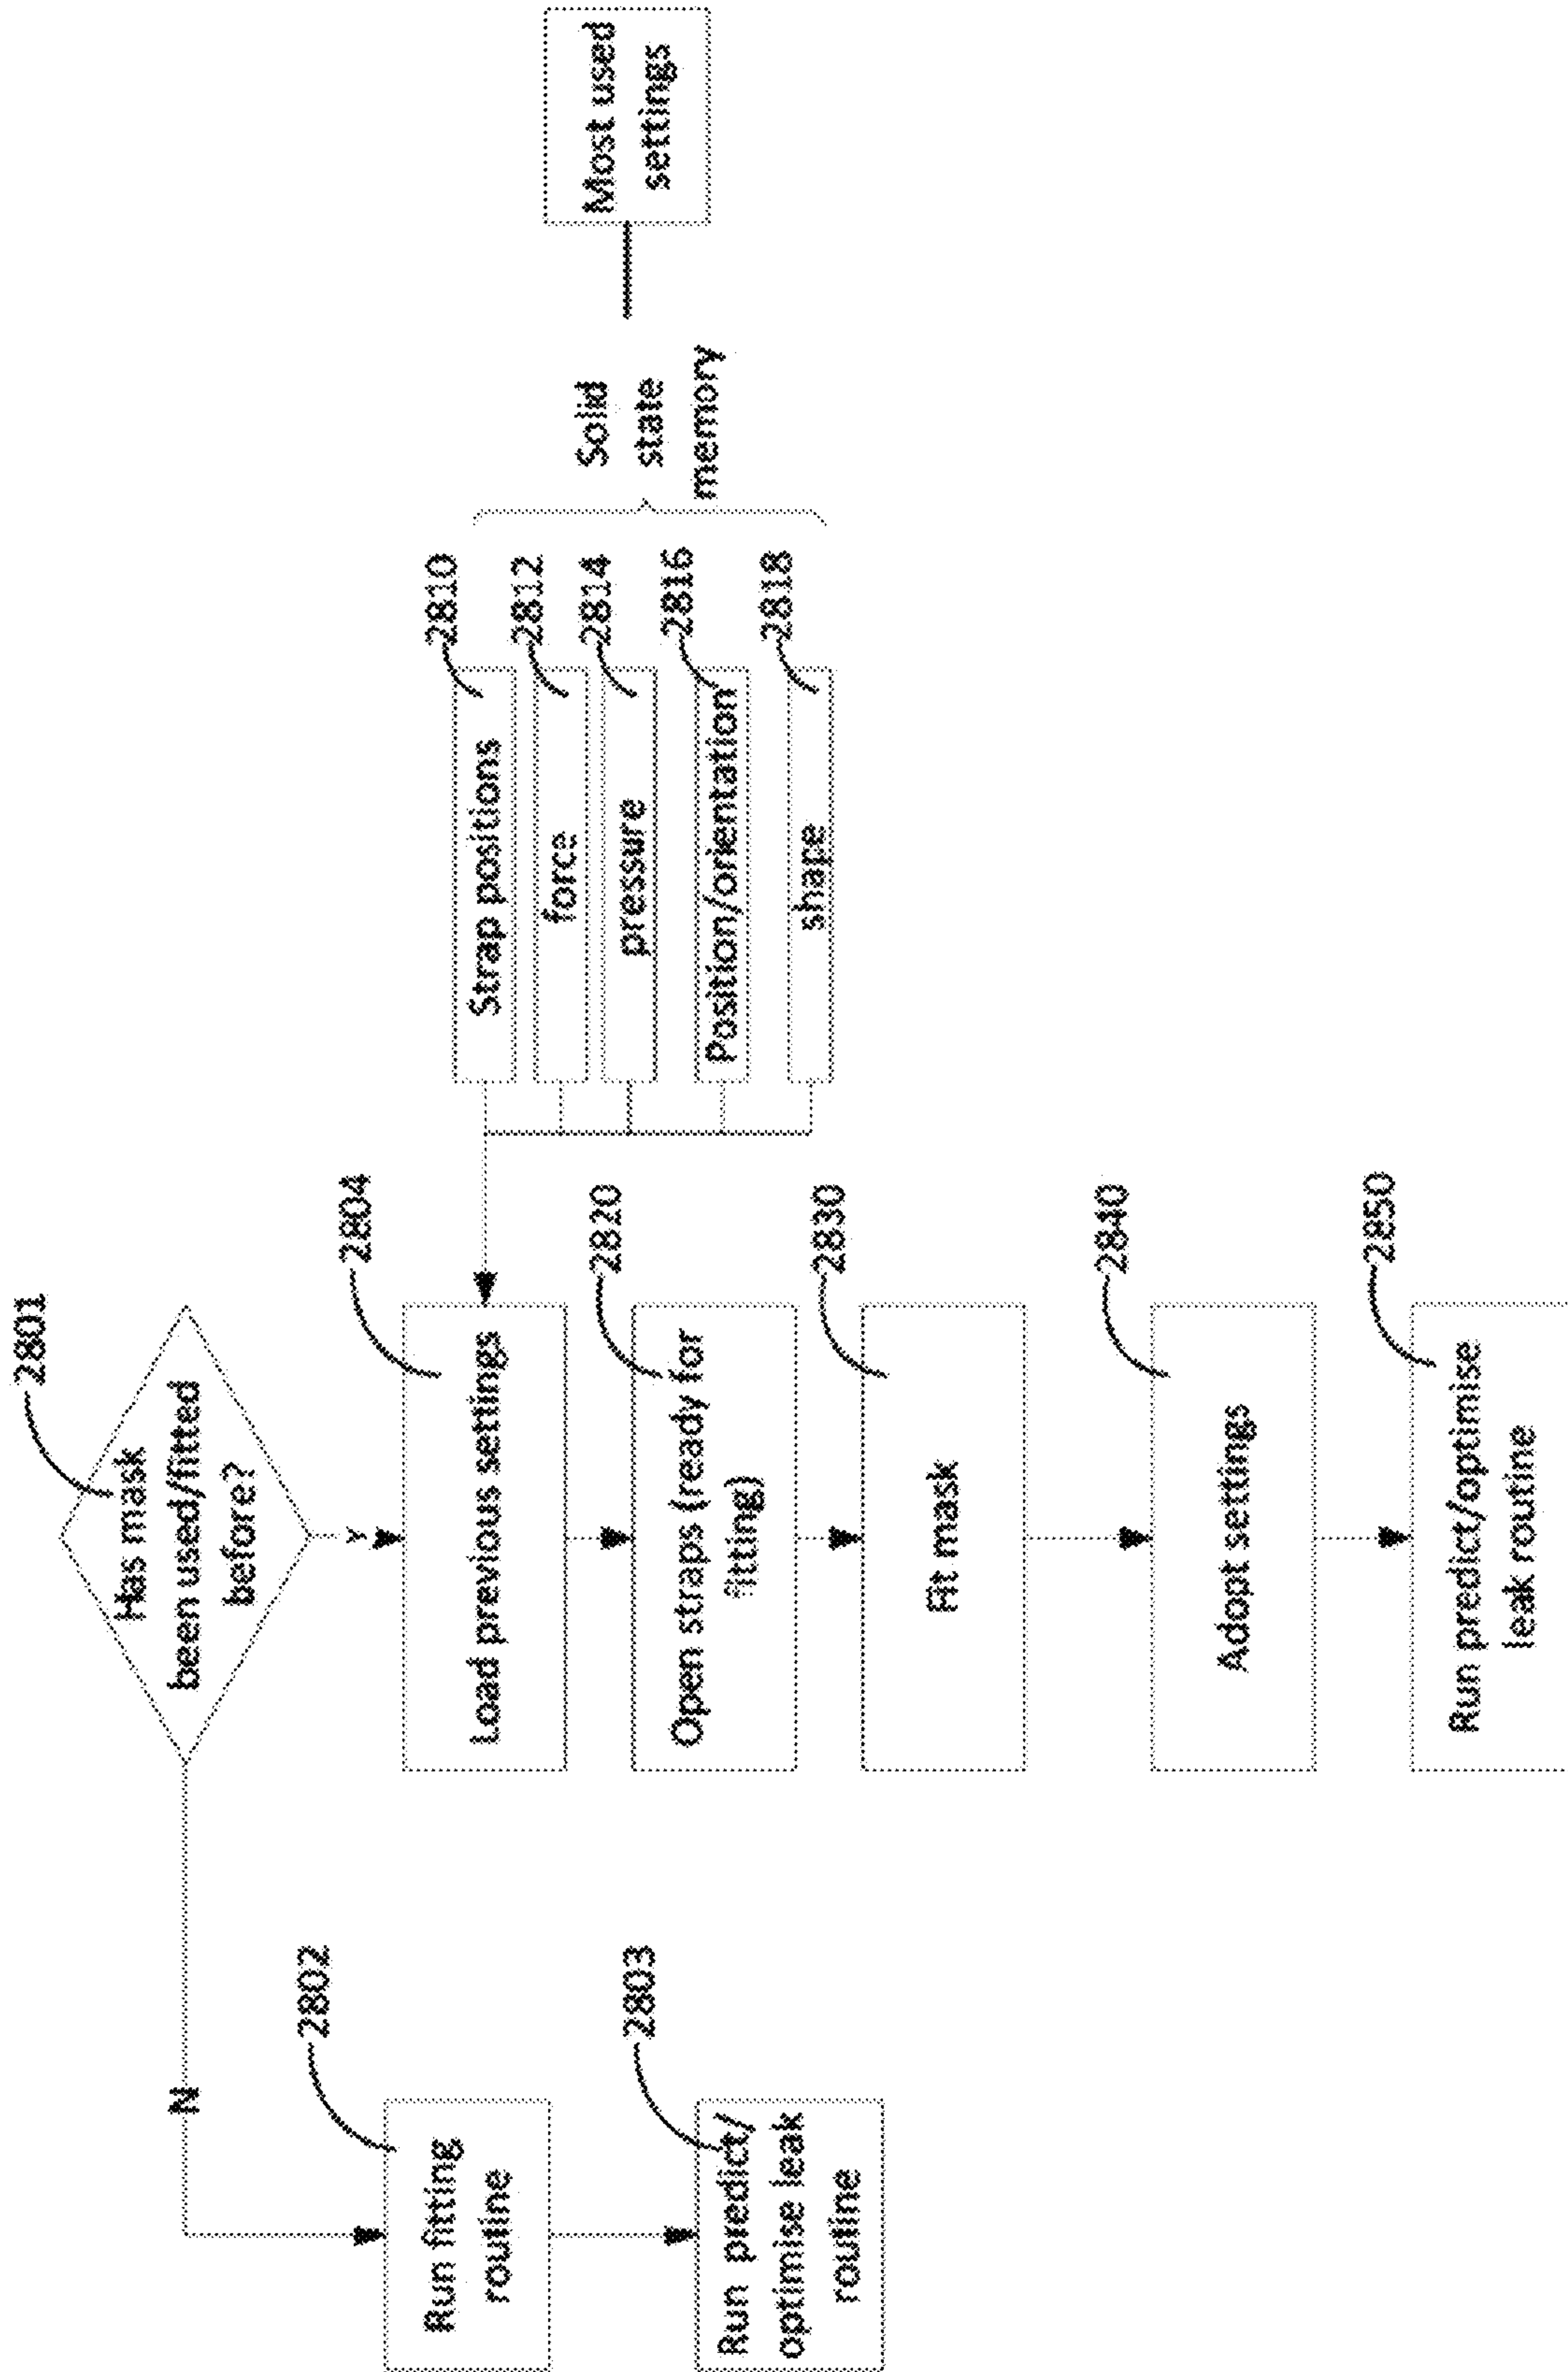 2801
Has mask
been used/fitted
before?
N
Y
2802
Run fitting
routine
2803
Run predict/
optimise leak
routine
2804
Load previous settings
2820
Open straps (ready for
fitting)
2830
Fit mask
2840
Adopt settings
2850
Run predict/optimise
leak routine
2810
Strap positions
2812
force
2814
pressure
2816
Position/orientation
2818
shape
Solid
state
memory
Most used
settings